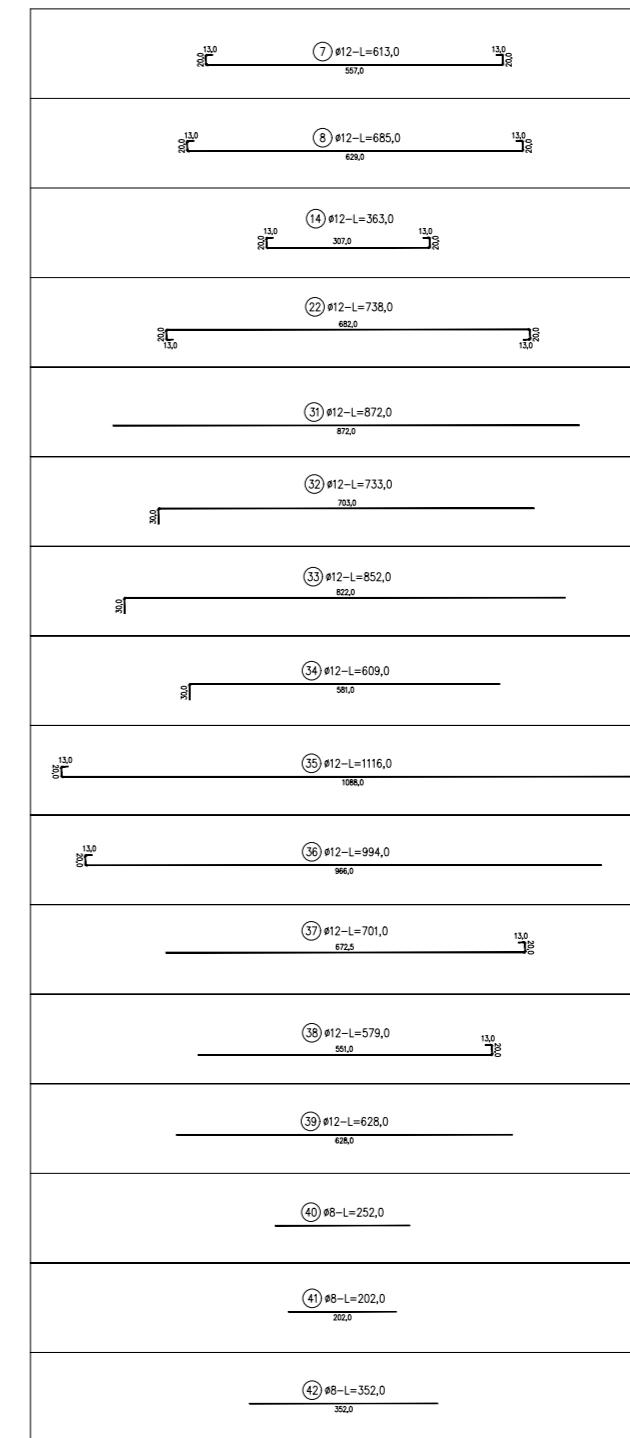 7 ø12-L=613,0
13,0 13,0
20,0 20,0
557,0
8 ø12-L=685,0
13,0 13,0
20,0 20,0
629,0
14 ø12-L=363,0
13,0 13,0
20,0 307,0 20,0
22 ø12-L=738,0
682,0
20,0 20,0
13,0 13,0
31 ø12-L=872,0
872,0
32 ø12-L=733,0
703,0
30,0
33 ø12-L=852,0
822,0
30,0
34 ø12-L=609,0
30,0 581,0
35 ø12-L=1116,0
13,0
20,0
1088,0
36 ø12-L=994,0
13,0
20,0
966,0
37 ø12-L=701,0
13,0
672,5 20,0
38 ø12-L=579,0
13,0
551,0 20,0
39 ø12-L=628,0
628,0
40 ø8-L=252,0
41 ø8-L=202,0
202,0
42 ø8-L=352,0
352,0